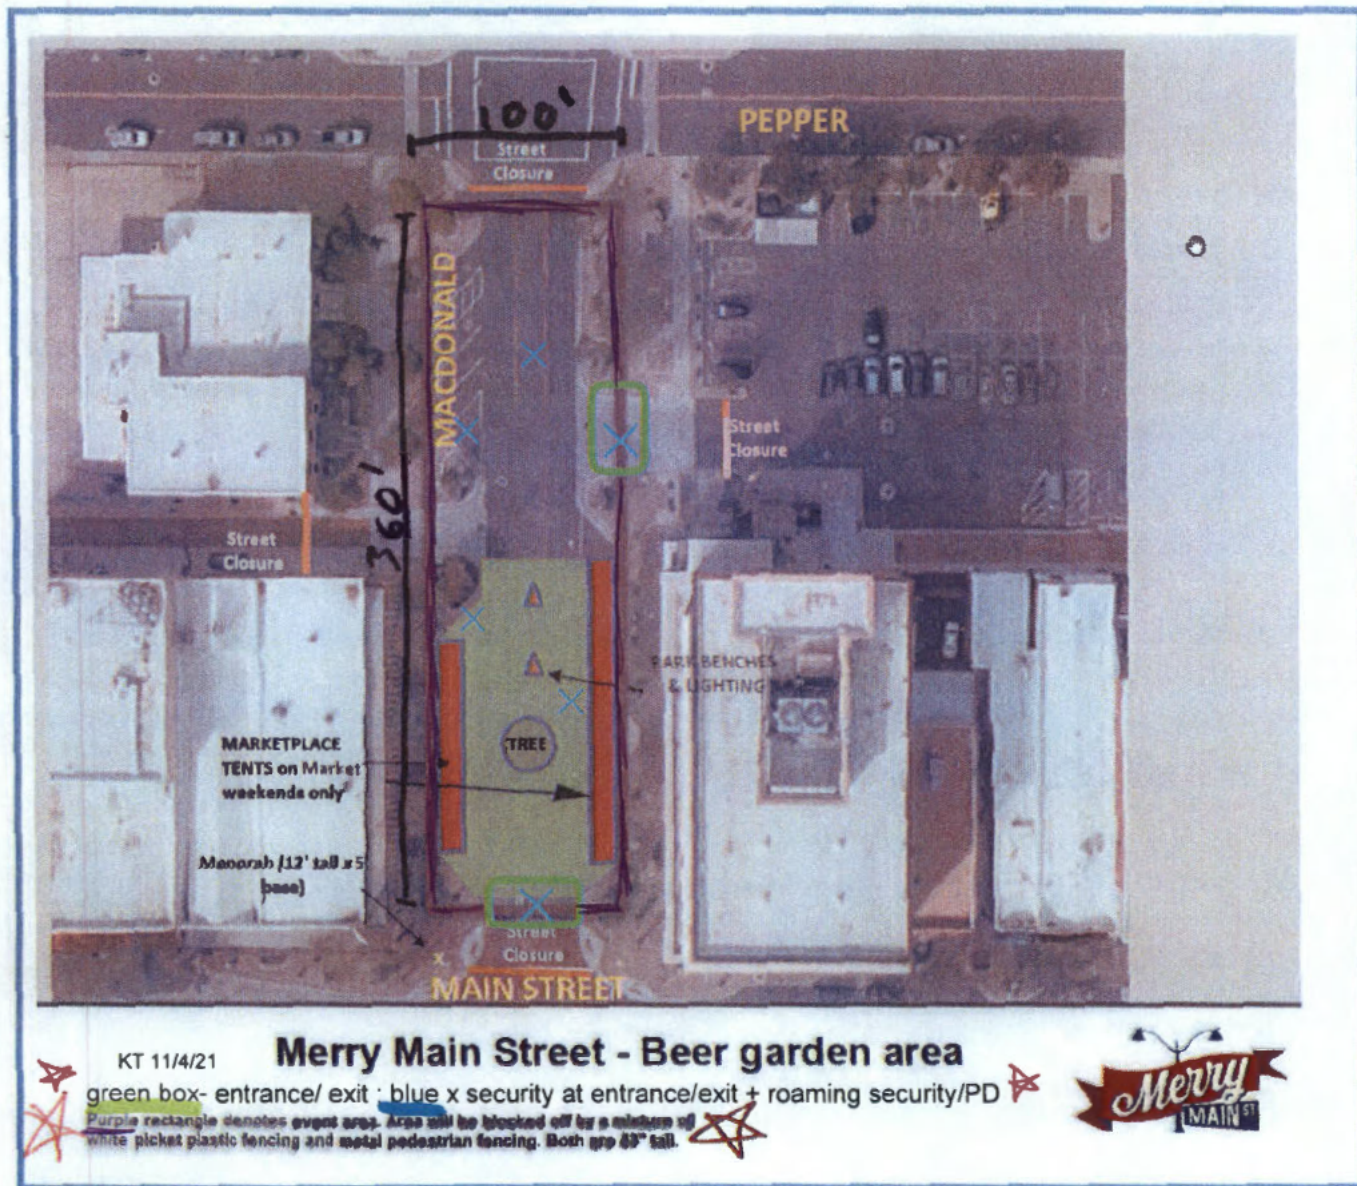 100'
PEPPER
Street
Closure
MACDONALD
360'
Street
Closure
Street
Closure
PARK BENCHES
& LIGHTING
TREE
MARKETPLACE
TENTS on Market
weekends only
Menorah (12' tall x 5
base)
Street
Closure
x
MAIN STREET
KT 11/4/21
Merry Main Street - Beer garden area
green box- entrance/ exit : blue x security at entrance/exit + roaming security/PD
Purple rectangle denotes event area. Area will be blocked off by a mixture of
white picket plastic fencing and metal pedestrian fencing. Both are tall.
Merry
MAIN ST